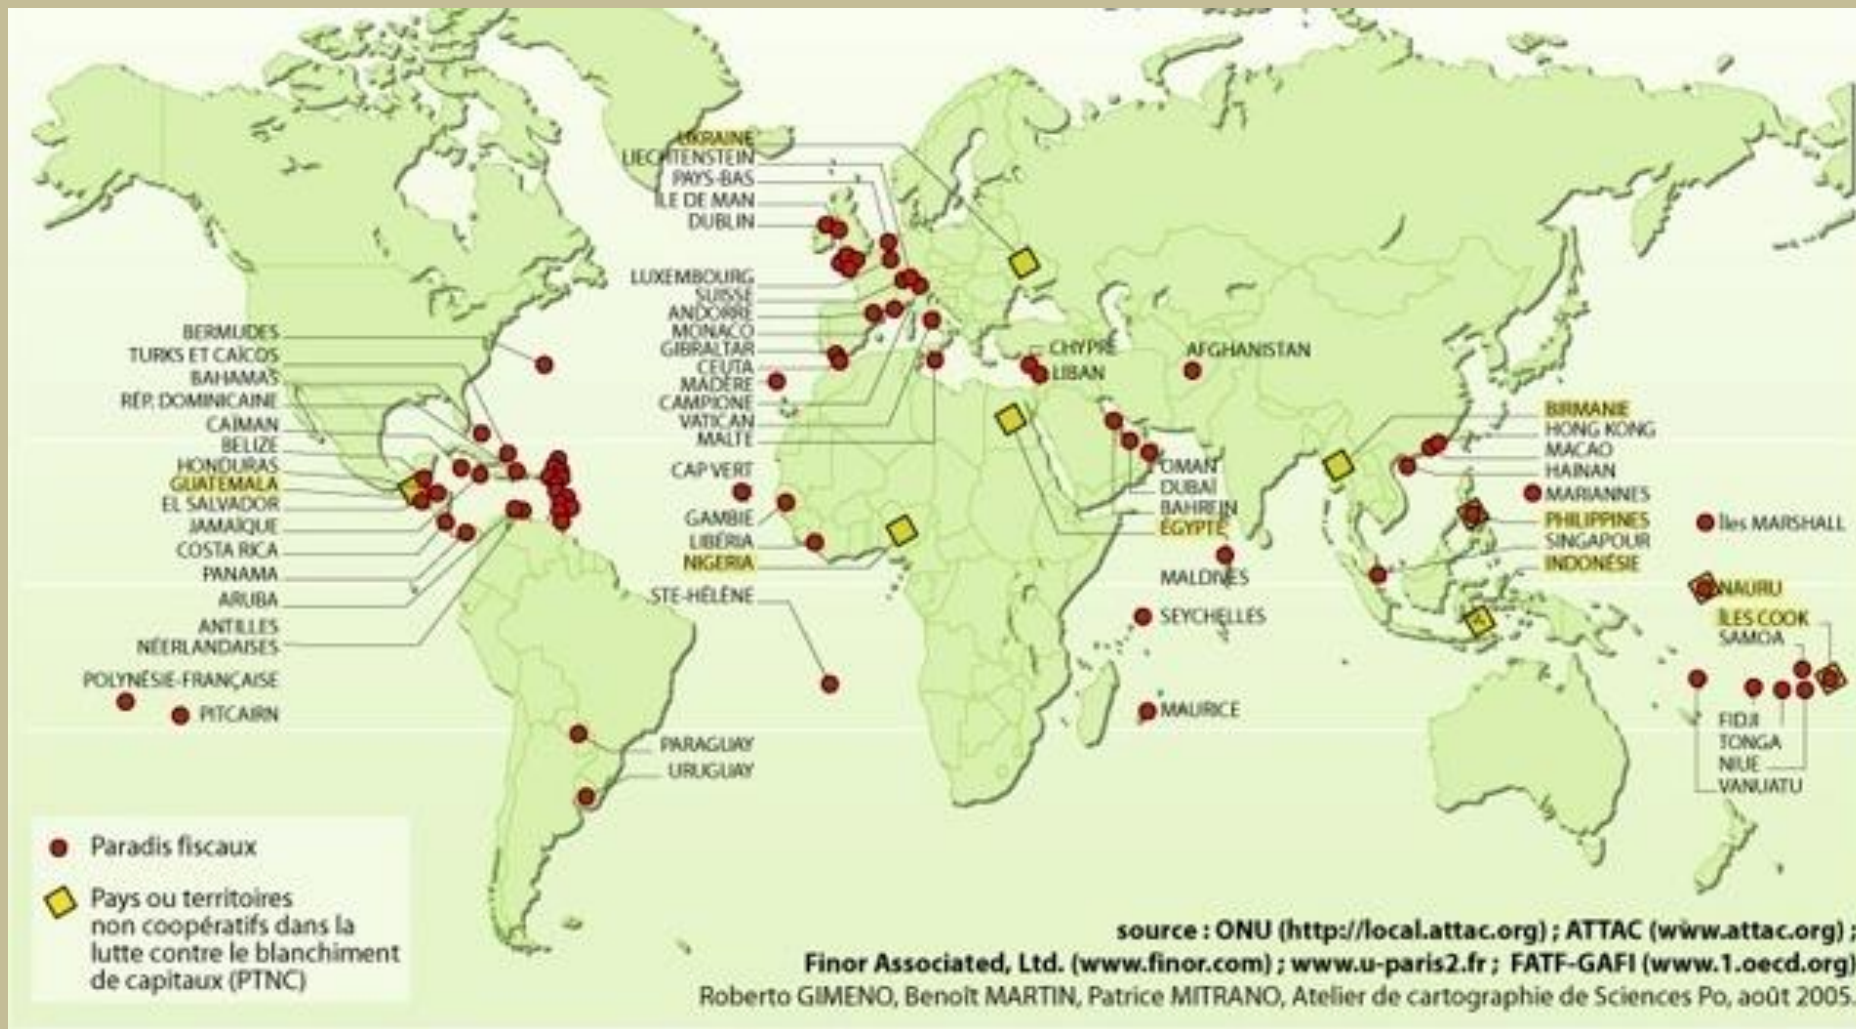 BERMUDES
TURKS ET CAÏCOS
BAHAMAS
RÉP. DOMINICAINE
CAÏMAN
BELIZE
HONDURAS
GUATEMALA
EL SALVADOR
JAMAÏQUE
COSTA RICA
PANAMA
ARUBA
ANTILLES
NÉERLANDAISES
POLYNÉSIE-FRANÇAISE
PITCAIRN
UKRAINE
LIECHTENSTEIN
PAYS-BAS
ÎLE DE MAN
DUBLIN
LUXEMBOURG
SUISSE
ANDORRE
MONACO
GIBRALTAR
CEUTA
MADÈRE
CAMPIONE
VATICAN
MALTE
CAP VERT
GAMBIE
LIBÉRIA
NIGERIA
STE-HÉLÈNE
PARAGUAY
URUGUAY
CHYPRE
LIBAN
AFGHANISTAN
OMAN
DUBAÏ
BAHREIN
ÉGYPTE
MALDIVES
SEYCHELLES
MAURICE
BIRMANIE
HONG KONG
MACAO
HAINAN
MARIANNES
PHILIPPINES
SINGAPOUR
INDONÉSIE
Îles MARSHALL
NAURU
ÎLES COOK
SAMOA
FIDJI
TONGA
NIUE
VANUATU
Paradis fiscaux
Pays ou territoires
non coopératifs dans la
lutte contre le blanchiment
de capitaux (PTNC)
source : ONU (http://local.attac.org) ; ATTAC (www.attac.org) ;
Finor Associated, Ltd. (www.finor.com) ; www.u-paris2.fr ; FATF-GAFI (www.1.oecd.org)
Roberto GIMENO, Benoît MARTIN, Patrice MITRANO, Atelier de cartographie de Sciences Po, août 2005.